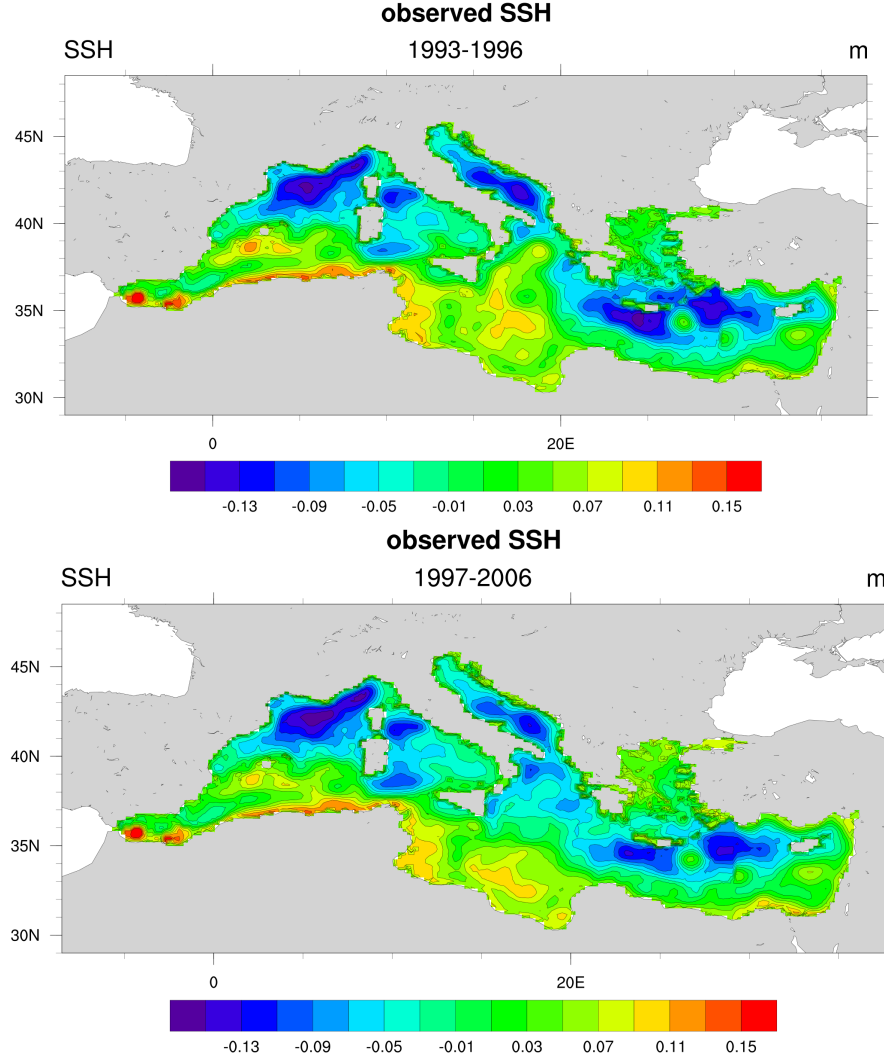 observed SSH
SSH 1993-1996 m
45N
40N
35N
30N
0 20E
-0.13 -0.09 -0.05 -0.01 0.03 0.07 0.11 0.15
observed SSH
SSH 1997-2006 m
45N
40N
35N
30N
0 20E
-0.13 -0.09 -0.05 -0.01 0.03 0.07 0.11 0.15